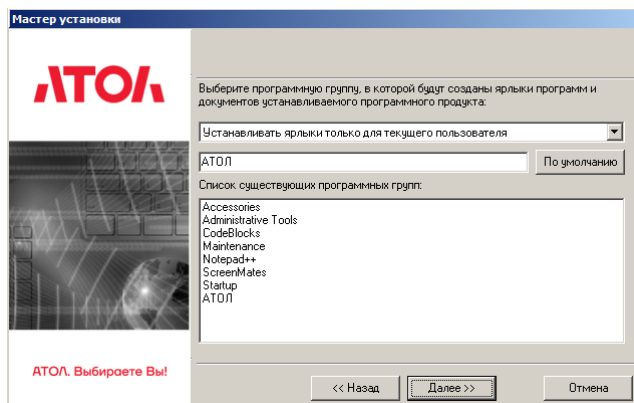 Мастер установки
АТОЛ
Выберите программную группу, в которой будут созданы ярлыки программ и
документов устанавливаемого программного продукта:
Устанавливать ярлыки только для текущего пользователя
АТОЛ
По умолчанию
Список существующих программных групп:
Accessories
Administrative Tools
CodeBlocks
Maintenance
Notepad++
ScreenMates
Startup
АТОЛ
АТОЛ. Выбираете Вы!
<< Назад
Далее >>
Отмена